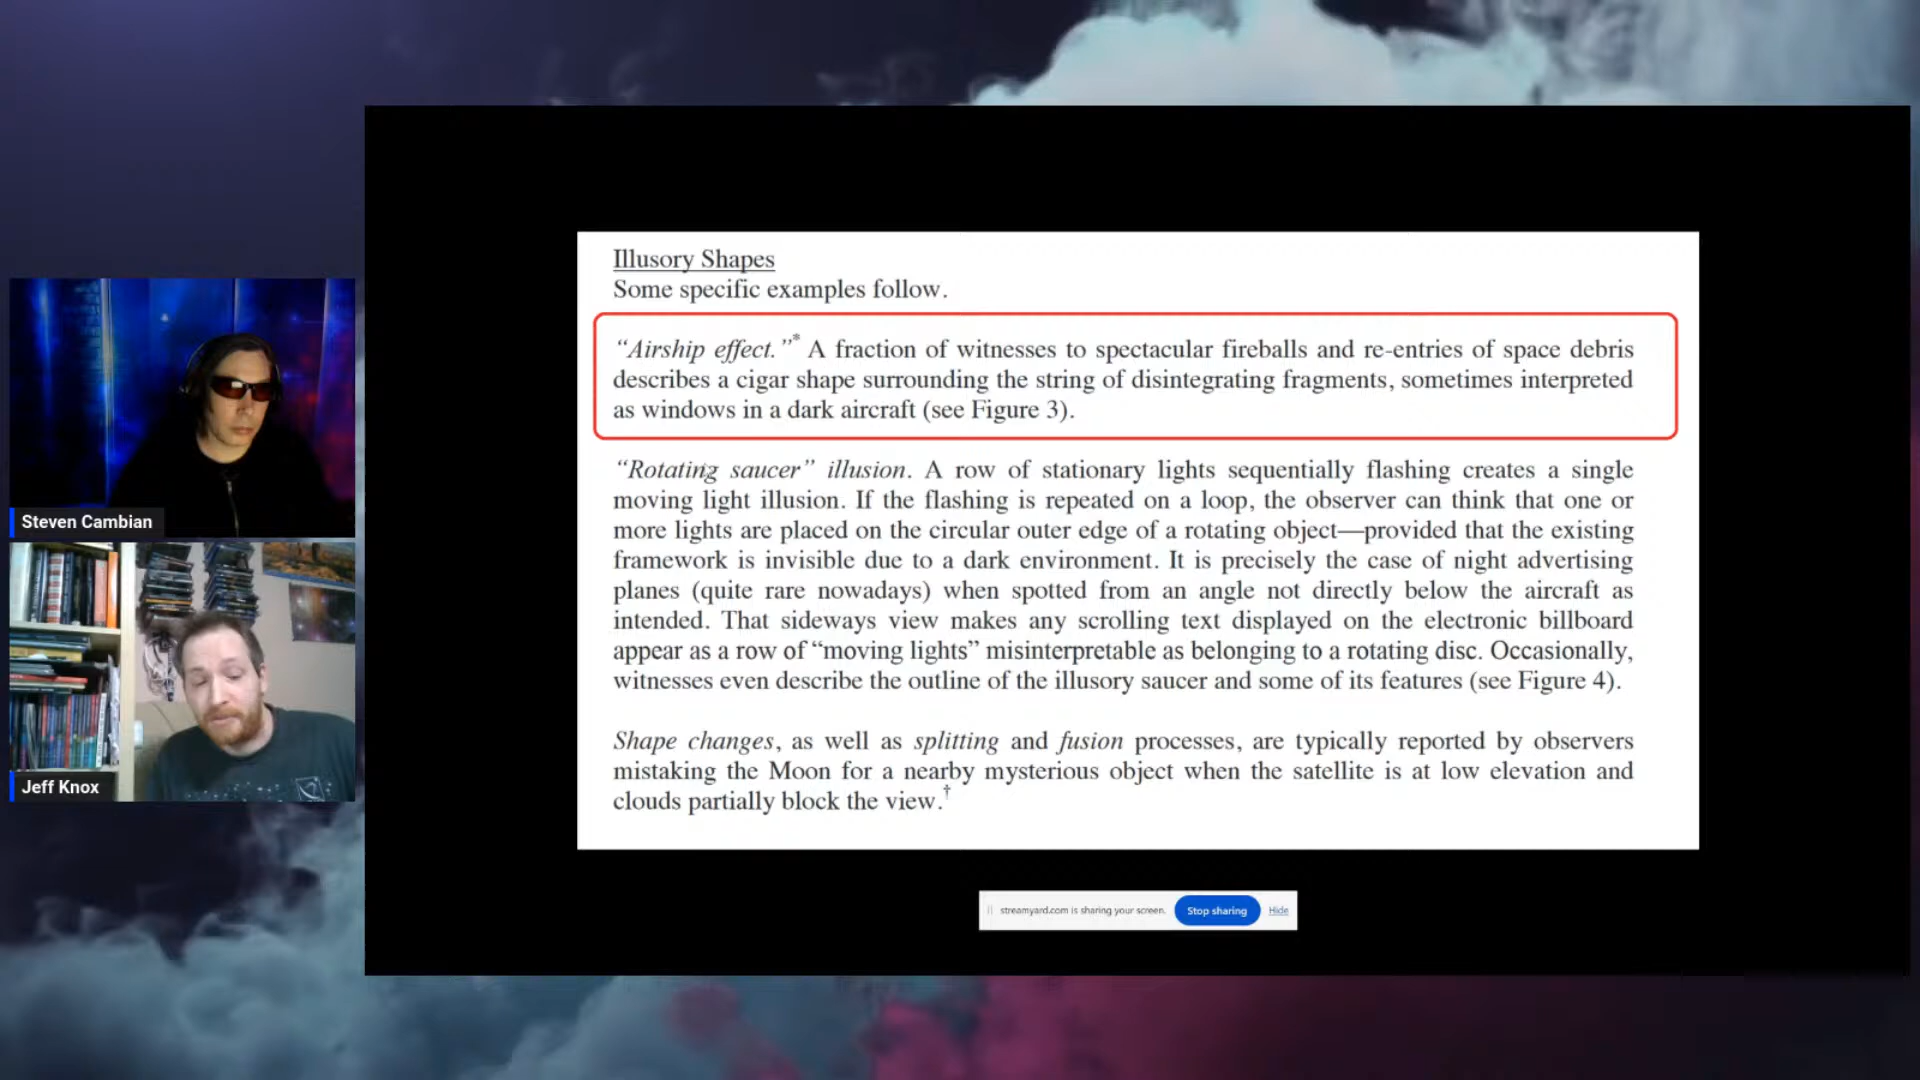 Illusory Shapes
Some specific examples follow.
“Airship effect.”* A fraction of witnesses to spectacular fireballs and re-entries of space debris
describes a cigar shape surrounding the string of disintegrating fragments, sometimes interpreted
as windows in a dark aircraft (see Figure 3).
“Rotating saucer” illusion. A row of stationary lights sequentially flashing creates a single
moving light illusion. If the flashing is repeated on a loop, the observer can think that one or
more lights are placed on the circular outer edge of a rotating object—provided that the existing
framework is invisible due to a dark environment. It is precisely the case of night advertising
planes (quite rare nowadays) when spotted from an angle not directly below the aircraft as
intended. That sideways view makes any scrolling text displayed on the electronic billboard
appear as a row of “moving lights” misinterpretable as belonging to a rotating disc. Occasionally,
witnesses even describe the outline of the illusory saucer and some of its features (see Figure 4).
Shape changes, as well as splitting and fusion processes, are typically reported by observers
mistaking the Moon for a nearby mysterious object when the satellite is at low elevation and
clouds partially block the view.†
Steven Cambian
Jeff Knox
streamyard.com is sharing your screen.
Stop sharing
Hide